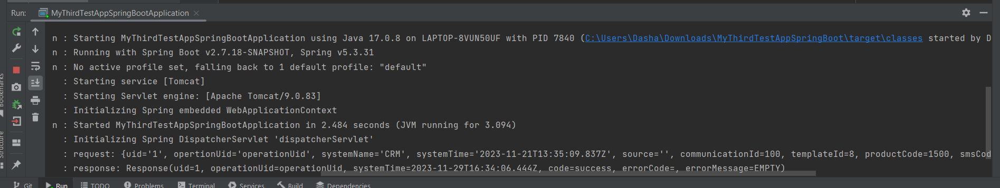 Run: MyThirdTestAppSpringBootApplication
n : Starting MyThirdTestAppSpringBootApplication using Java 17.0.8 on LAPTOP-8VUN50UF with PID 7840 (C:\Users\Dasha\Downloads\MyThirdTestAppSpringBoot\target\classes started by D
n : Running with Spring Boot v2.7.18-SNAPSHOT, Spring v5.3.31
n : No active profile set, falling back to 1 default profile: "default"
: Starting service [Tomcat]
: Starting Servlet engine: [Apache Tomcat/9.0.83]
: Initializing Spring embedded WebApplicationContext
n : Started MyThirdTestAppSpringBootApplication in 2.484 seconds (JVM running for 3.094)
: Initializing Spring DispatcherServlet 'dispatcherServlet'
: request: {uid='1', opertionUid='operationUid', systemName='CRM', systemTime='2023-11-21T13:35:09.837Z', source='', communicationId=100, templateId=8, productCode=1500, smsCod
: response: Response(uid=1, operationUid=operationUid, systemTime=2023-11-29T16:34:06.444Z, code=success, errorCode=, errorMessage=EMPTY)
Bookmarks
Structure
Git Run TODO Problems Terminal Services Build Dependencies